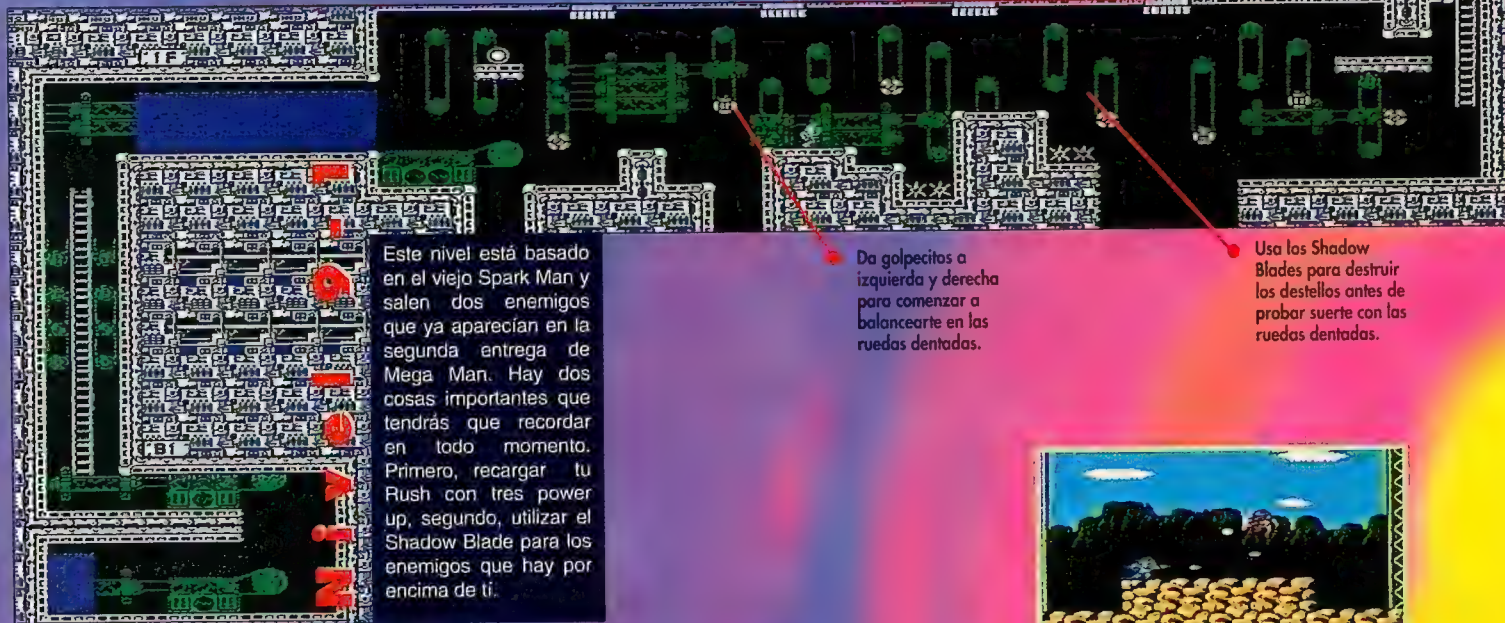 1F
B1
Nivel
Este nivel está basado
en el viejo Spark Man y
salen dos enemigos
que ya aparecían en la
segunda entrega de
Mega Man. Hay dos
cosas importantes que
tendrás que recordar
en todo momento.
Primero, recargar tu
Rush con tres power
up, segundo, utilizar el
Shadow Blade para los
enemigos que hay por
encima de tí.
Da golpecitos a
izquierda y derecha
para comenzar a
balancearte en las
ruedas dentadas.
Usa los Shadow
Blades para destruir
los destellos antes de
probar suerte con las
ruedas dentadas.